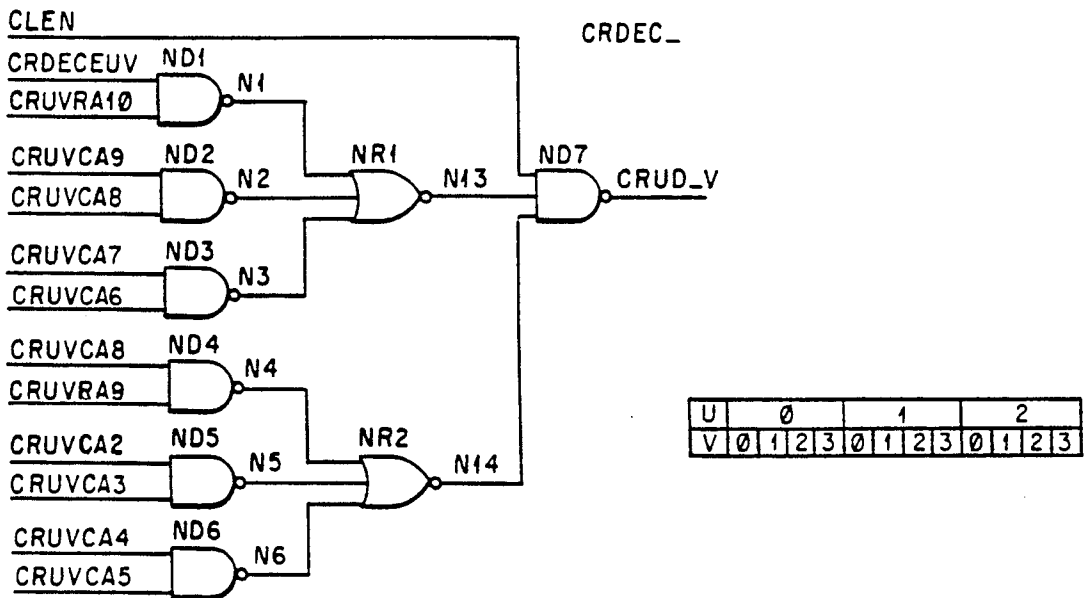 CLEN
CRDEC_
CRDECEUV ND1
N1
CRUVRA10
CRUVCA9 ND2
N2
CRUVCA8
NR1
N13
ND7
CRUD_V
CRUVCA7 ND3
N3
CRUVCA6
CRUVCA8 ND4
N4
CRUVRA9
CRUVCA2 ND5
N5
CRUVCA3
NR2
N14
CRUVCA4 ND6
N6
CRUVCA5
U 0 1 2
V 0 1 2 3 0 1 2 3 0 1 2 3